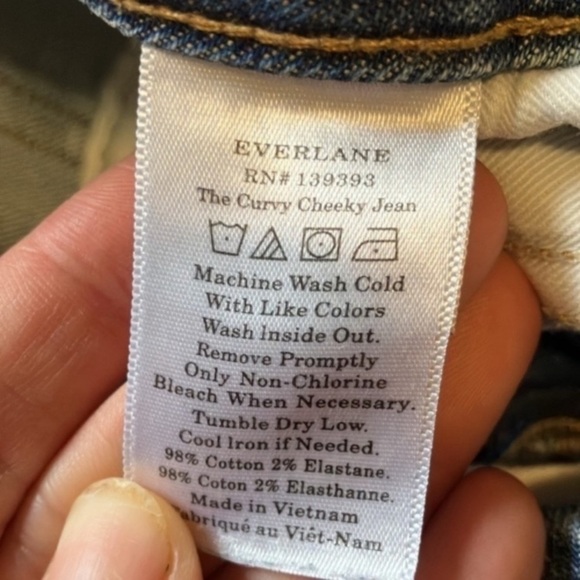 EVERLANE
RN# 139393
The Curvy Cheeky Jean
Machine Wash Cold
With Like Colors
Wash Inside Out.
Remove Promptly
Only Non-Chlorine
Bleach When Necessary.
Tumble Dry Low.
Cool Iron if Needed.
98% Cotton 2% Elastane.
98% Coton 2% Elasthanne.
Made in Vietnam
abriqué au Viêt-Nam